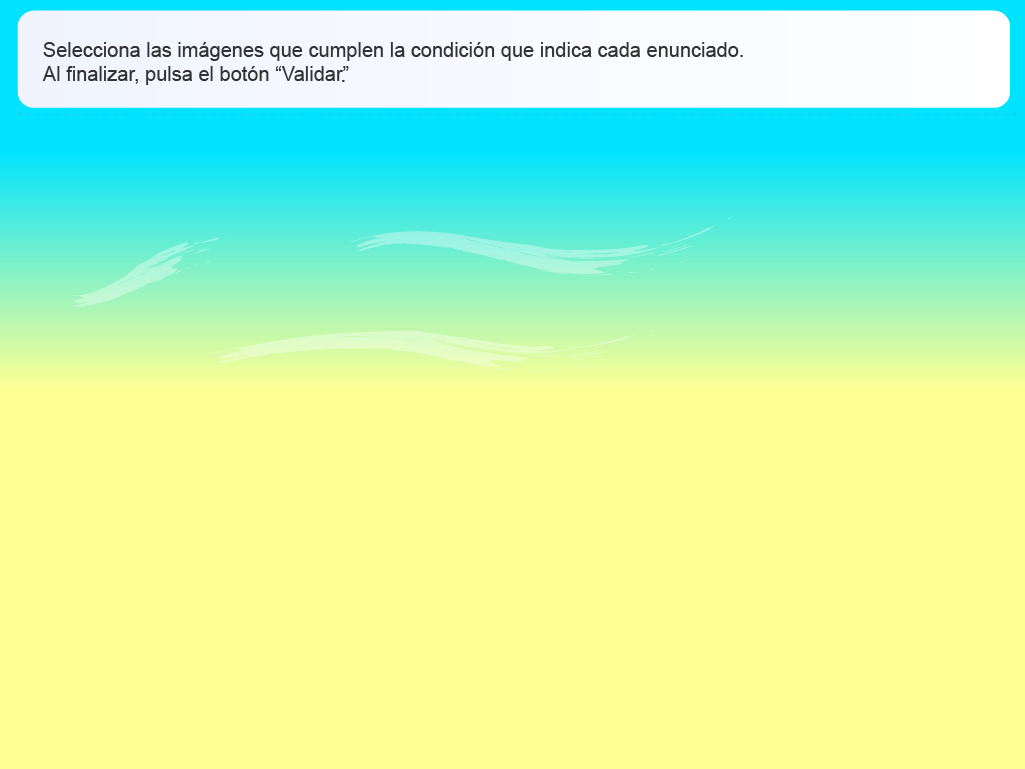 Selecciona las imágenes que cumplen la condición que indica cada enunciado.
Al finalizar, pulsa el botón “Validar.”